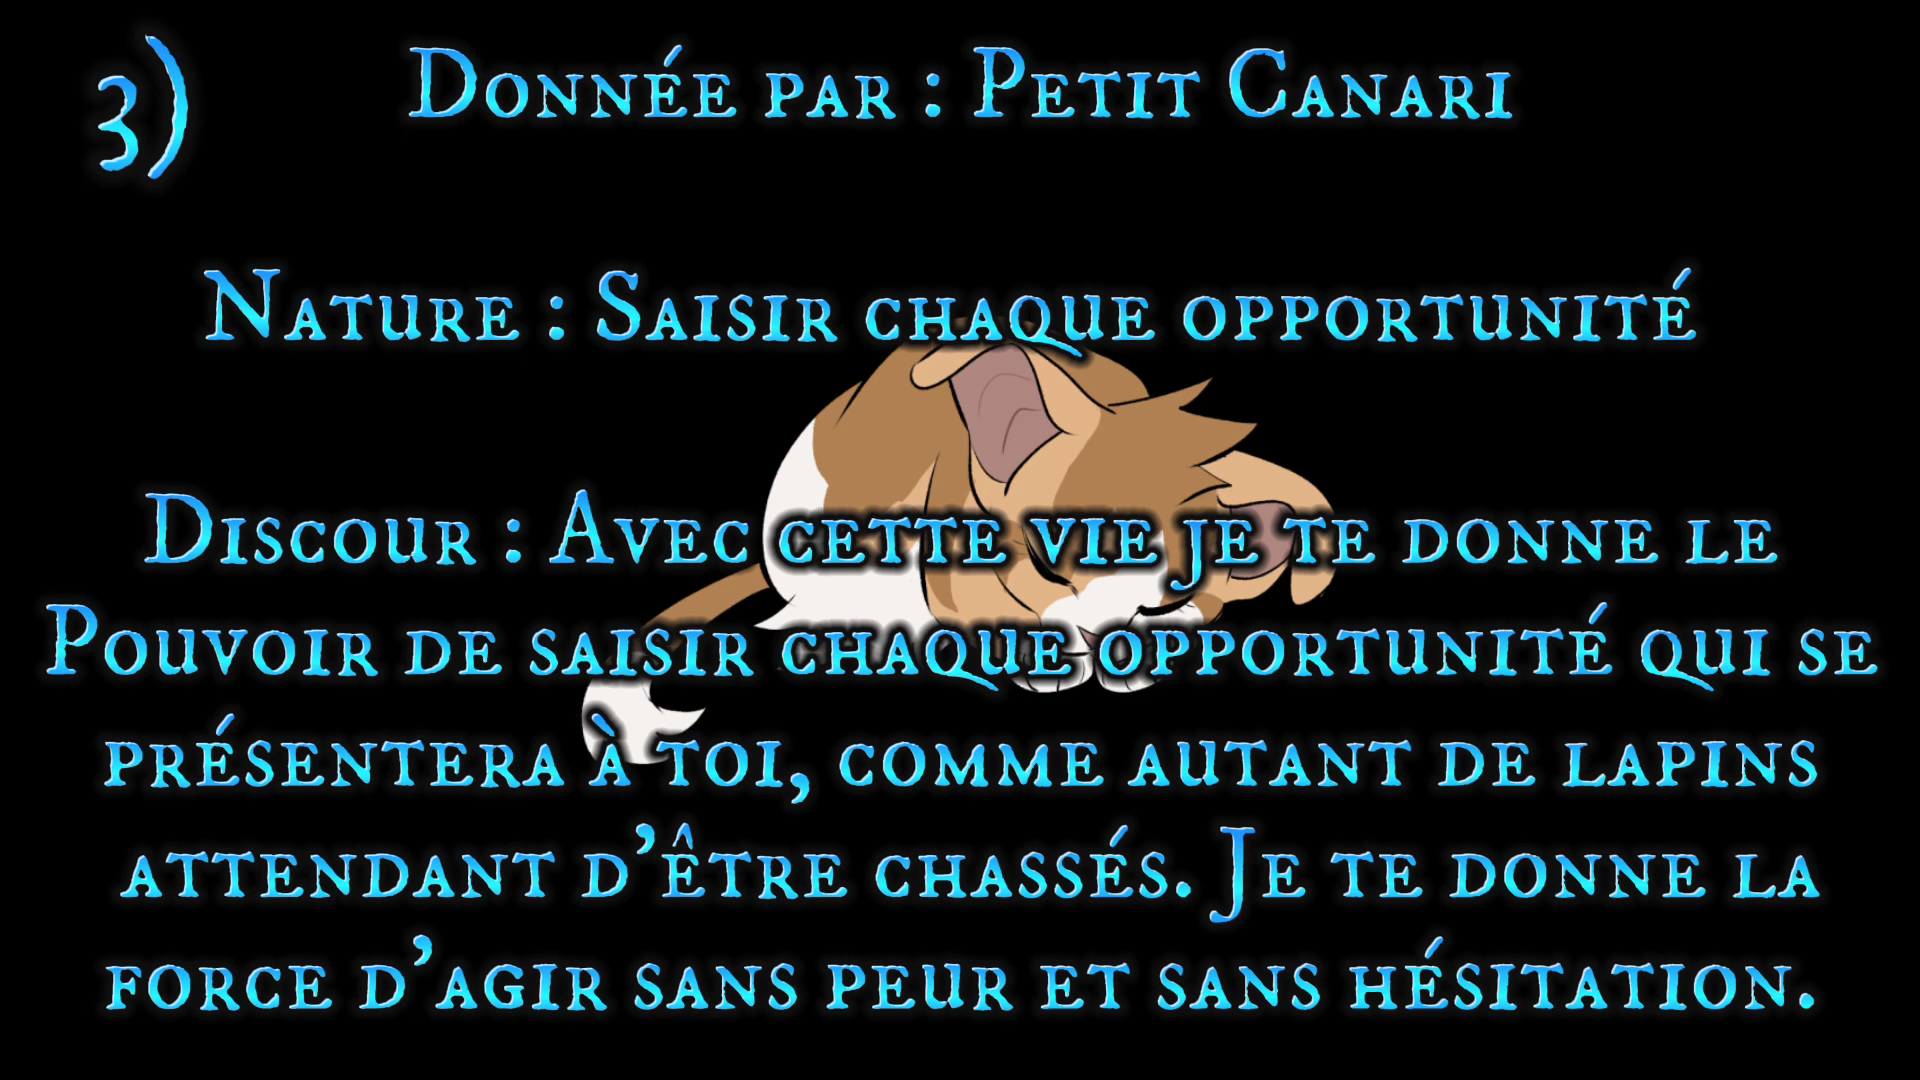 3)
Donnée par : Petit Canari
Nature : Saisir chaque opportunité
Discour : Avec cette vie je te donne le
Pouvoir de saisir chaque opportunité qui se
présentera à toi, comme autant de lapins
attendant d'être chassés. Je te donne la
force d'agir sans peur et sans hésitation.